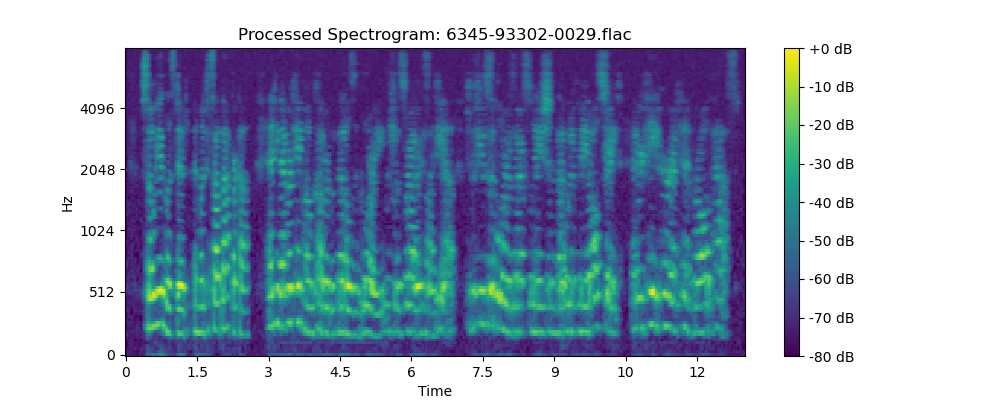 Processed Spectrogram: 6345-93302-0029.flac
Hz
4096
2048
1024
512
0
0 1.5 3 4.5 6 7.5 9 10 12
Time
+0 dB
-10 dB
-20 dB
-30 dB
-40 dB
-50 dB
-60 dB
-70 dB
-80 dB